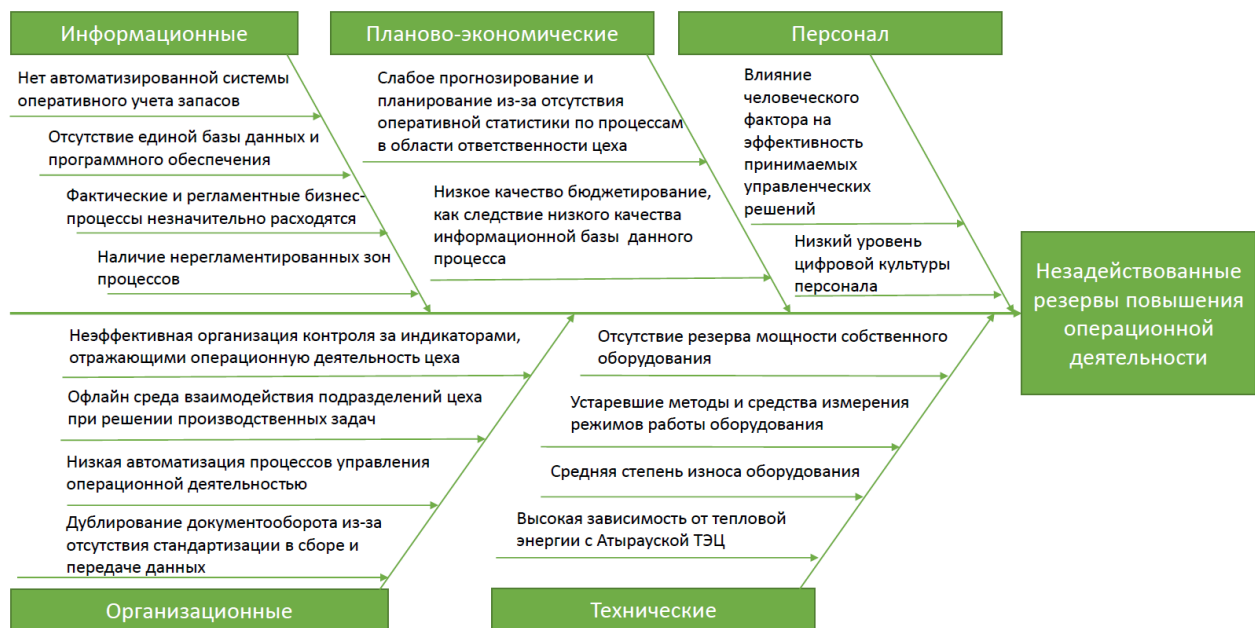 Информационные
Нет автоматизированной системы
оперативного учета запасов
Отсутствие единой базы данных и
программного обеспечения
Фактические и регламентные бизнес-
процессы незначительно расходятся
Наличие нерегламентированных зон
процессов
Планово-экономические
Слабое прогнозирование и
планирование из-за отсутствия
оперативной статистики по процессам
в области ответственности цеха
Низкое качество бюджетирование,
как следствие низкого качества
информационной базы данного
процесса
Персонал
Влияние
человеческого
фактора на
эффективность
принимаемых
управленческих
решений
Низкий уровень
цифровой культуры
персонала
Незадействованные
резервы повышения
операционной
деятельности
Неэффективная организация контроля за индикаторами,
отражающими операционную деятельность цеха
Офлайн среда взаимодействия подразделений цеха
при решении производственных задач
Низкая автоматизация процессов управления
операционной деятельностью
Дублирование документооборота из-за
отсутствия стандартизации в сборе и
передаче данных
Организационные
Отсутствие резерва мощности собственного
оборудования
Устаревшие методы и средства измерения
режимов работы оборудования
Средняя степень износа оборудования
Высокая зависимость от тепловой
энергии с Атырауской ТЭЦ
Технические